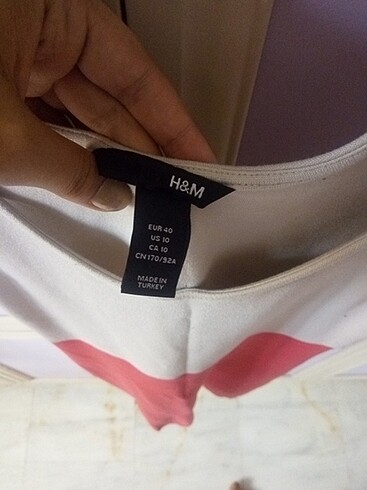 H&M
EUR 40
US 10
CA 10
CN 170/92A
MADE IN
TURKEY